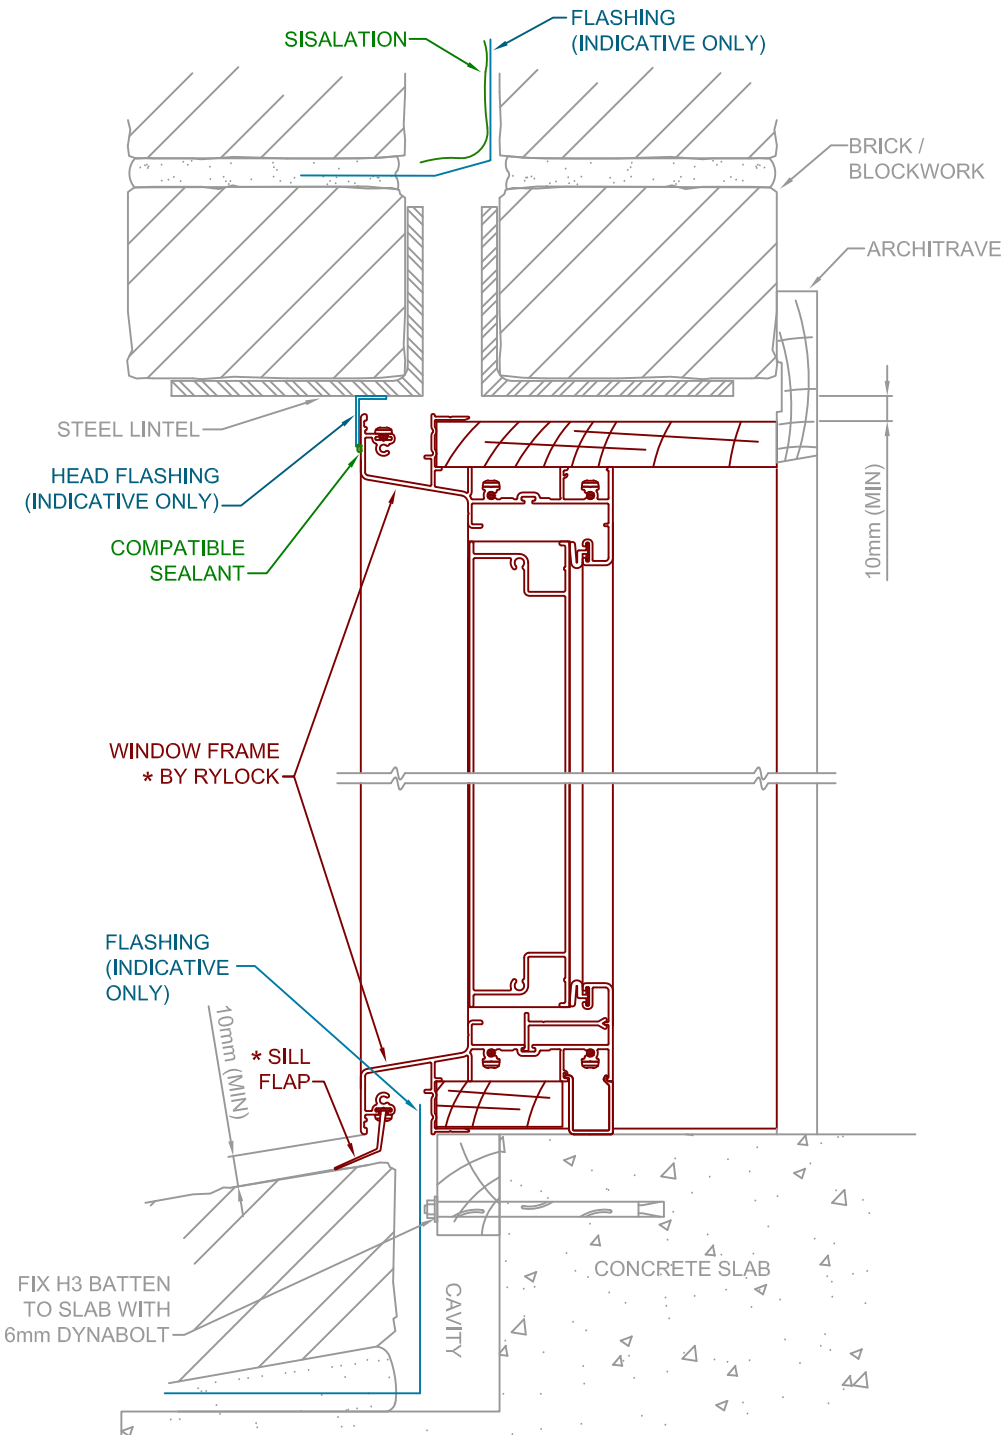 FLASHING
(INDICATIVE ONLY)
SISALATION
BRICK /
BLOCKWORK
ARCHITRAVE
STEEL LINTEL
HEAD FLASHING
(INDICATIVE ONLY)
10mm (MIN)
COMPATIBLE
SEALANT
WINDOW FRAME
* BY RYLOCK
FLASHING
(INDICATIVE
ONLY)
10mm (MIN)
* SILL
FLAP
CONCRETE SLAB
FIX H3 BATTEN
TO SLAB WITH
6mm DYNABOLT
CAVITY